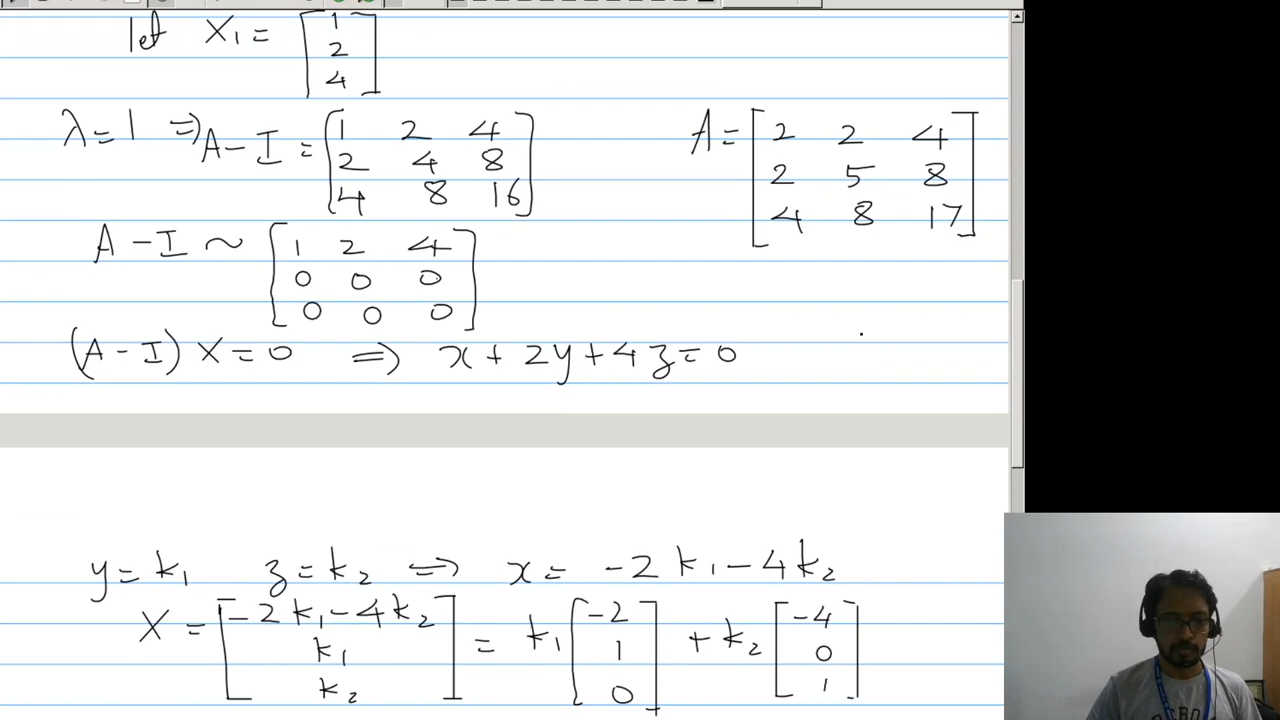 let X₁ = [1 2 4]
λ = 1 ⇒ A - I = [1 2 4
2 4 8
4 8 16]
A = [2 2 4
2 5 8
4 8 17]
A - I ~ [1 2 4
0 0 0
0 0 0]
(A - I) X = 0 ⇒ x + 2y + 4z = 0
y = k₁ z = k₂ ⇒ x = -2k₁ - 4k₂
X = [-2k₁ - 4k₂
k₁
k₂] = k₁ [-2
1
0] + k₂ [-4
0
1]